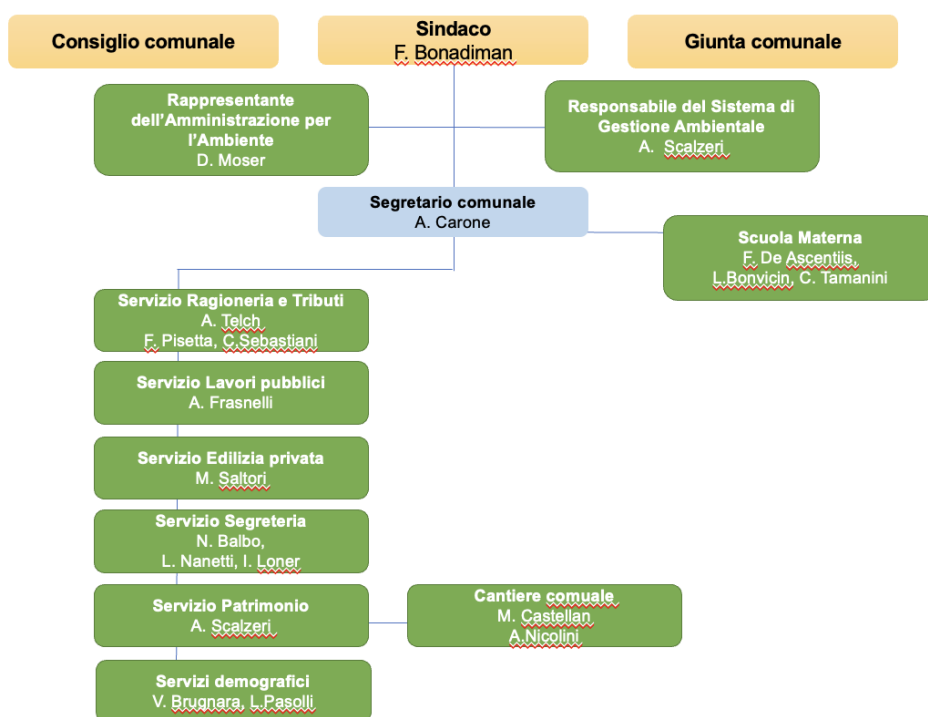 Consiglio comunale
Sindaco
F. Bonadiman
Giunta comunale
Rappresentante
dell'Amministrazione per
l'Ambiente
D. Moser
Responsabile del Sistema di
Gestione Ambientale
A. Scalzeri
Segretario comunale
A. Carone
Scuola Materna
F. De Ascentiis,
L.Bonvicin, C. Tamanini
Servizio Ragioneria e Tributi
A. Telch
F. Pisetta, C.Sebastiani
Servizio Lavori pubblici
A. Frasnelli
Servizio Edilizia privata
M. Saltori
Servizio Segreteria
N. Balbo,
L. Nanetti, I. Loner
Servizio Patrimonio
A. Scalzeri
Cantiere comuale
M. Castellan
A.Nicolini
Servizi demografici
V. Brugnara, L.Pasolli